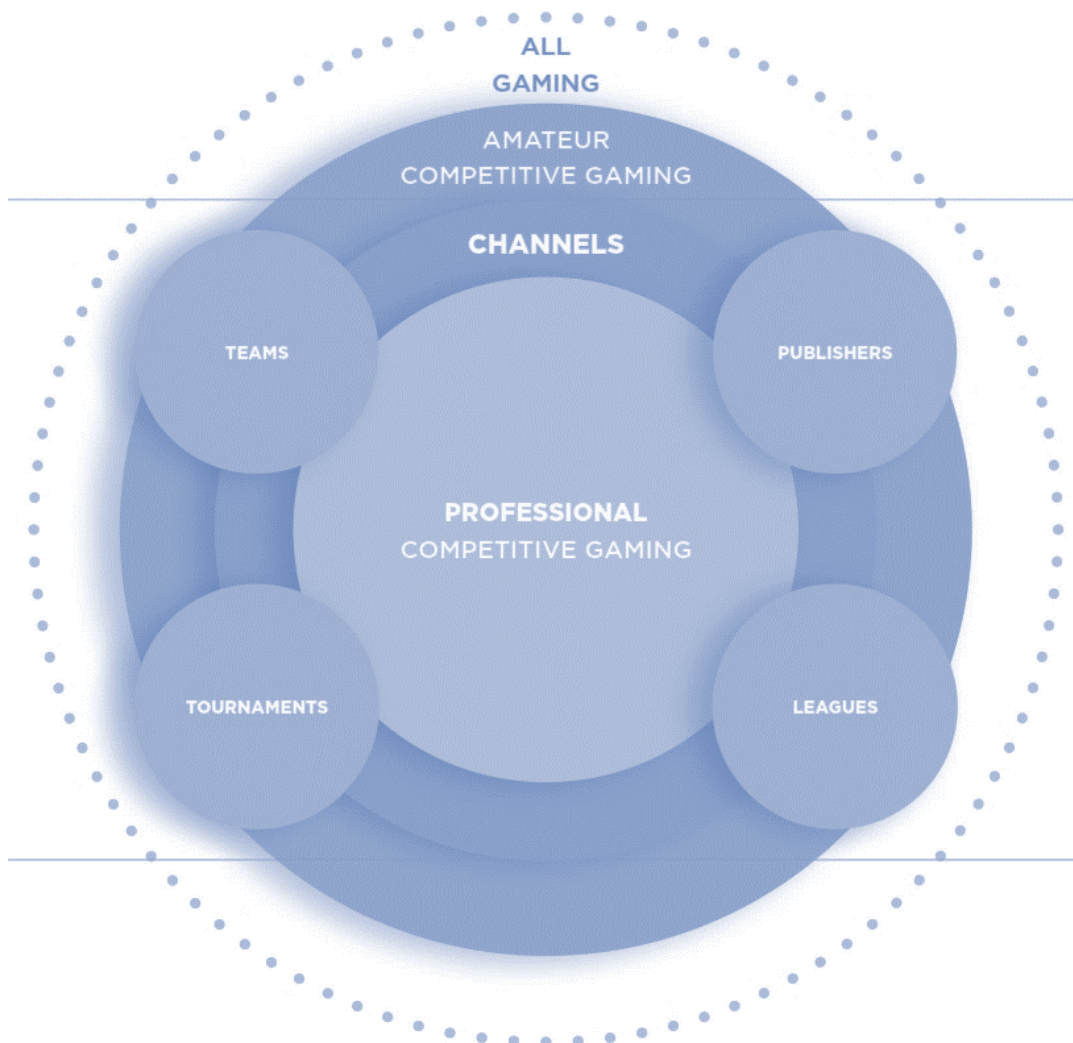 ALL
GAMING
AMATEUR
COMPETITIVE GAMING
CHANNELS
TEAMS
PUBLISHERS
PROFESSIONAL
COMPETITIVE GAMING
TOURNAMENTS
LEAGUES